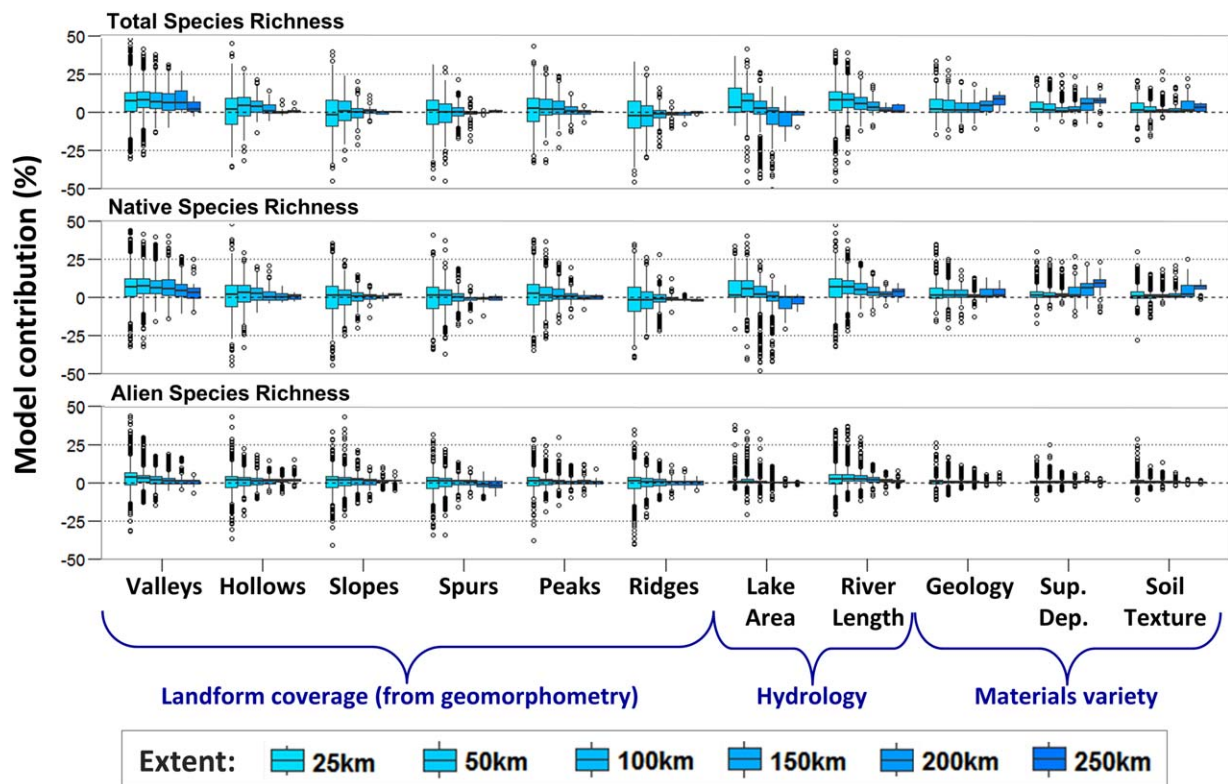 Total Species Richness
50
25
0
-25
-50
Native Species Richness
50
25
0
-25
-50
Alien Species Richness
50
25
0
-25
-50
Model contribution (%)
Valleys Hollows Slopes Spurs Peaks Ridges Lake Area River Length Geology Sup. Dep. Soil Texture
Landform coverage (from geomorphometry) Hydrology Materials variety
Extent: 25km 50km 100km 150km 200km 250km